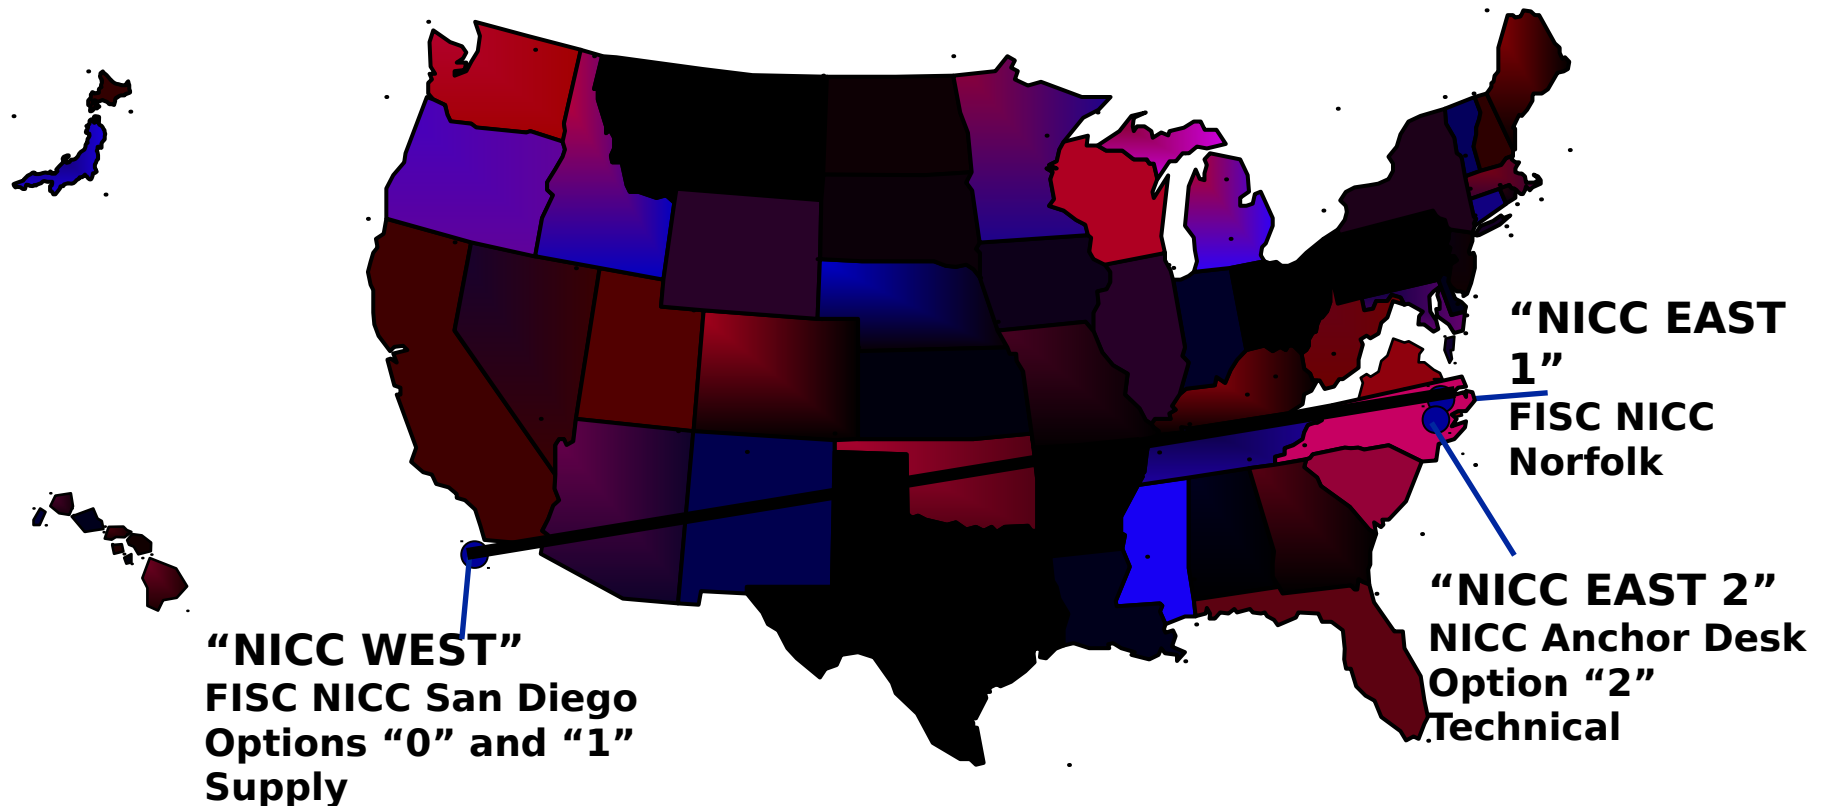 “NICC EAST
1”
FISC NICC
Norfolk
“NICC EAST 2”
NICC Anchor Desk
Option “2”
Technical
“NICC WEST”
FISC NICC San Diego
Options “0” and “1”
Supply